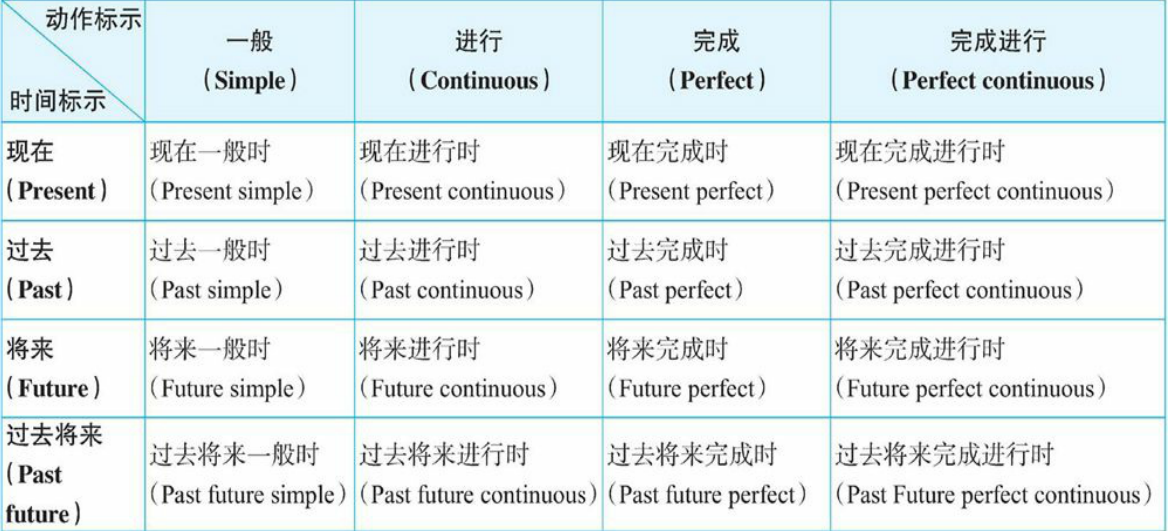 动作标示
时间标示
一般
(Simple)
进行
(Continuous)
完成
(Perfect)
完成进行
(Perfect continuous)
现在
(Present)
现在一般时
(Present simple)
现在进行时
(Present continuous)
现在完成时
(Present perfect)
现在完成进行时
(Present perfect continuous)
过去
(Past)
过去一般时
(Past simple)
过去进行时
(Past continuous)
过去完成时
(Past perfect)
过去完成进行时
(Past perfect continuous)
将来
(Future)
将来一般时
(Future simple)
将来进行时
(Future continuous)
将来完成时
(Future perfect)
将来完成进行时
(Future perfect continuous)
过去将来
(Past
future)
过去将来一般时
(Past future simple)
过去将来进行时
(Past future continuous)
过去将来完成时
(Past future perfect)
过去将来完成进行时
(Past Future perfect continuous)